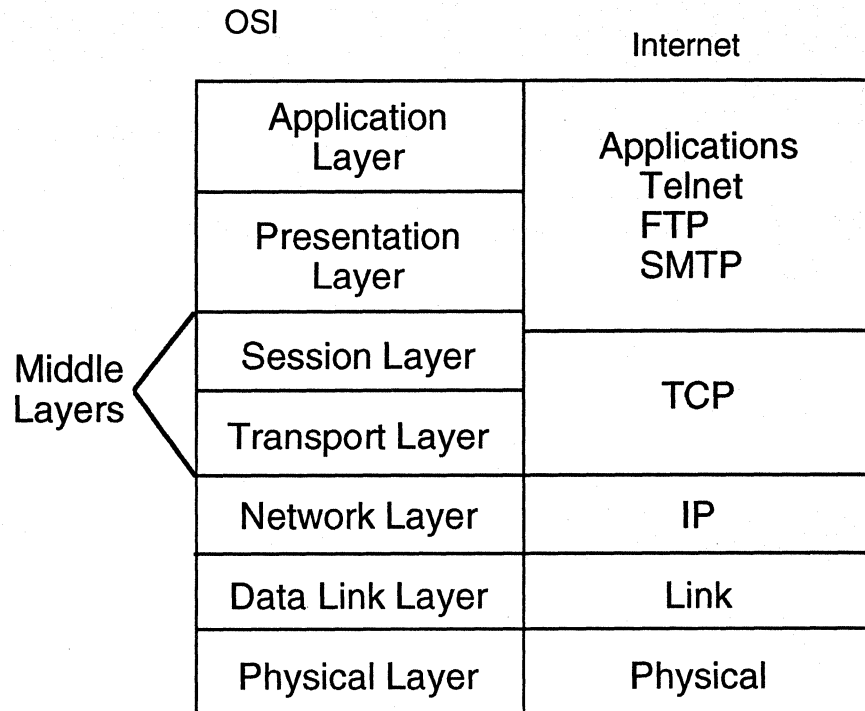 OSI
Internet
Application
Layer
Applications
Telnet
FTP
SMTP
Presentation
Layer
Middle
Layers
Session Layer
TCP
Transport Layer
Network Layer
IP
Data Link Layer
Link
Physical Layer
Physical